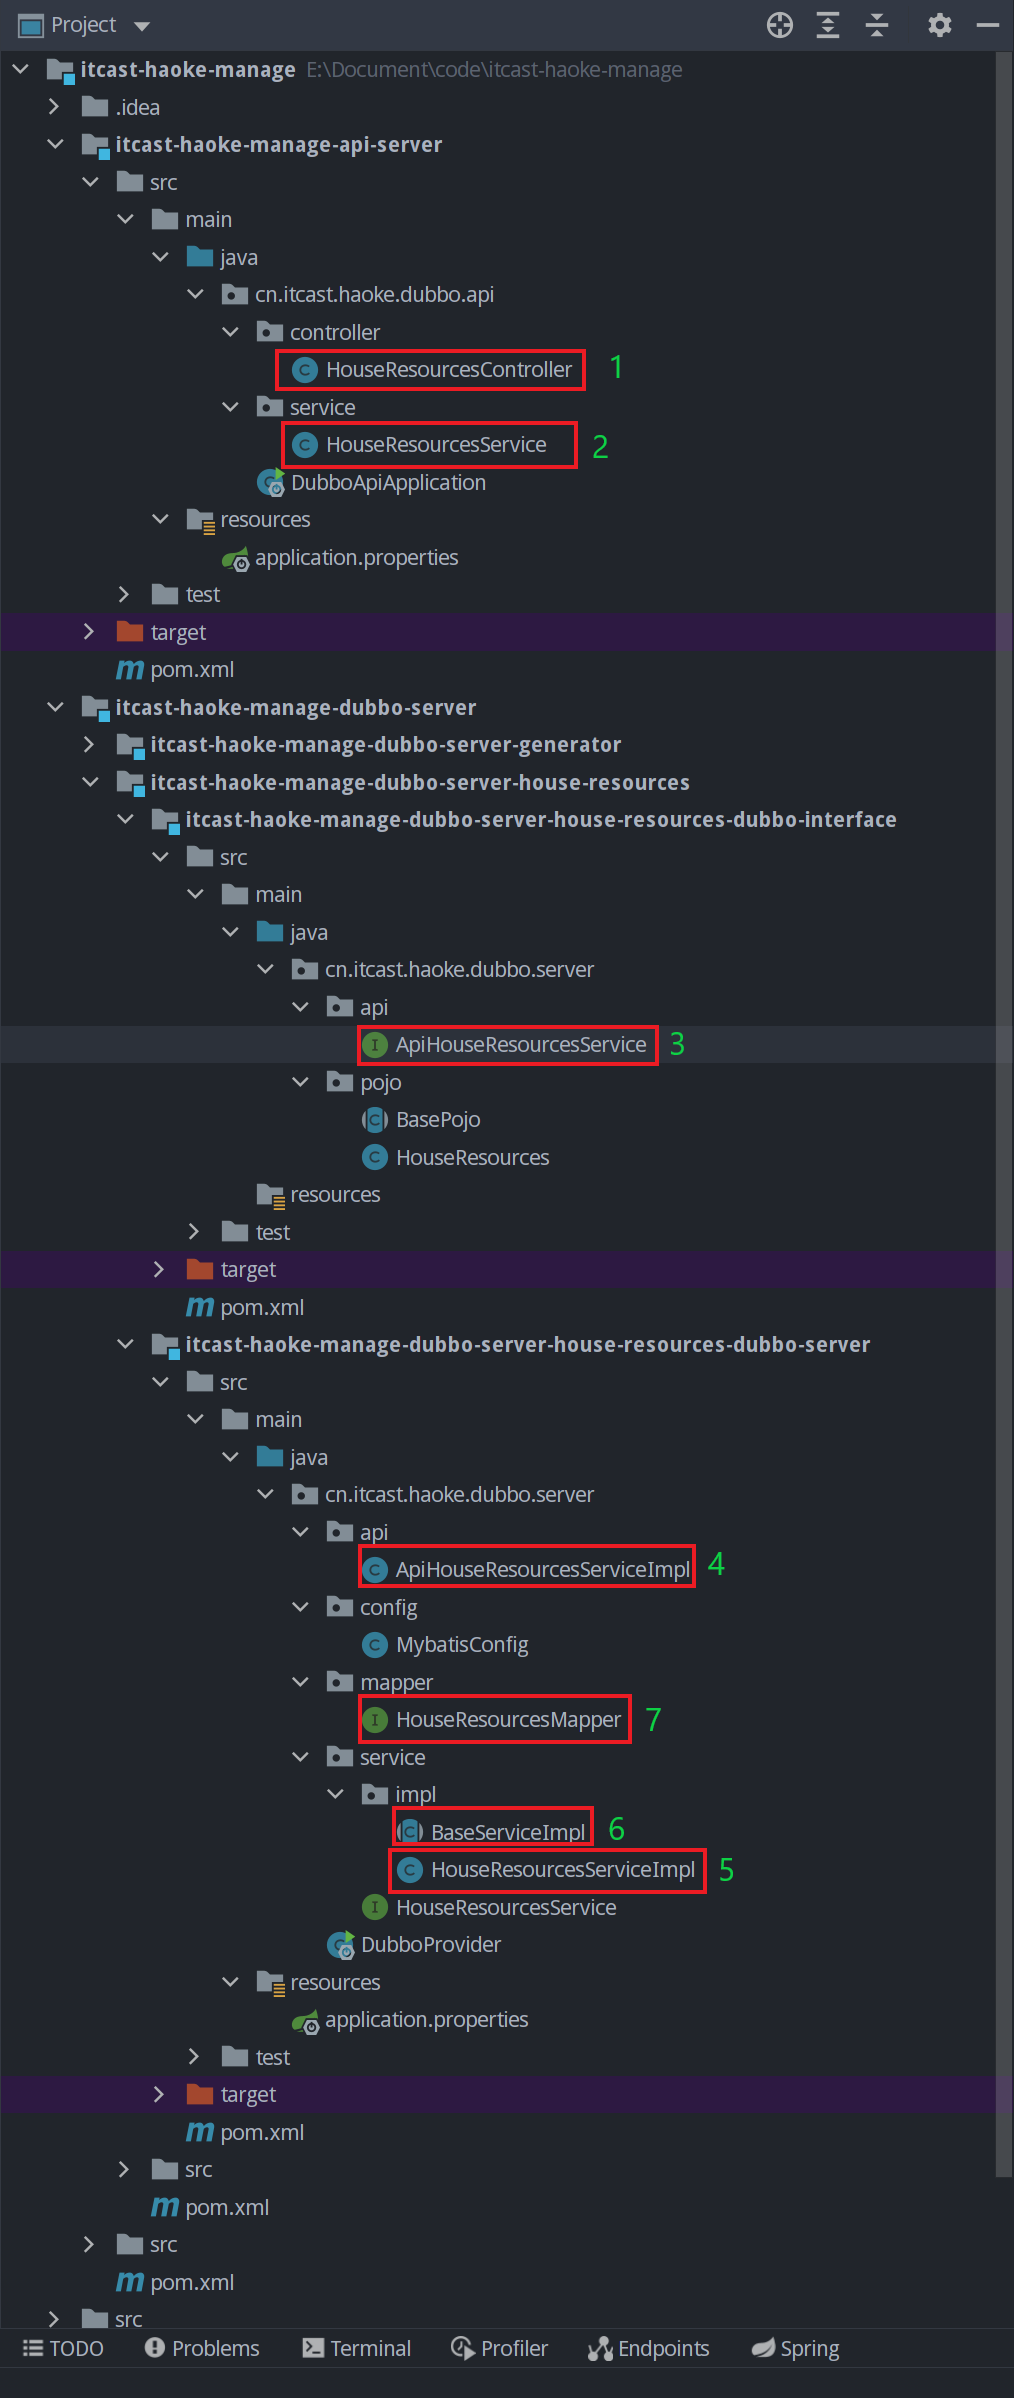 Project
itcast-haoke-manage E:\Document\code\itcast-haoke-manage
.idea
itcast-haoke-manage-api-server
src
main
java
cn.itcast.haoke.dubbo.api
controller
HouseResourcesController 1
service
HouseResourcesService 2
DubboApiApplication
resources
application.properties
test
target
pom.xml
itcast-haoke-manage-dubbo-server
itcast-haoke-manage-dubbo-server-generator
itcast-haoke-manage-dubbo-server-house-resources
itcast-haoke-manage-dubbo-server-house-resources-dubbo-interface
src
main
java
cn.itcast.haoke.dubbo.server
api
ApiHouseResourcesService 3
pojo
BasePojo
HouseResources
resources
test
target
pom.xml
itcast-haoke-manage-dubbo-server-house-resources-dubbo-server
src
main
java
cn.itcast.haoke.dubbo.server
api
ApiHouseResourcesServiceImpl 4
config
MybatisConfig
mapper
HouseResourcesMapper 7
service
impl
BaseServiceImpl 6
HouseResourcesServiceImpl 5
HouseResourcesService
DubboProvider
resources
application.properties
test
target
pom.xml
src
pom.xml
src
pom.xml
src
TODO Problems Terminal Profiler Endpoints Spring